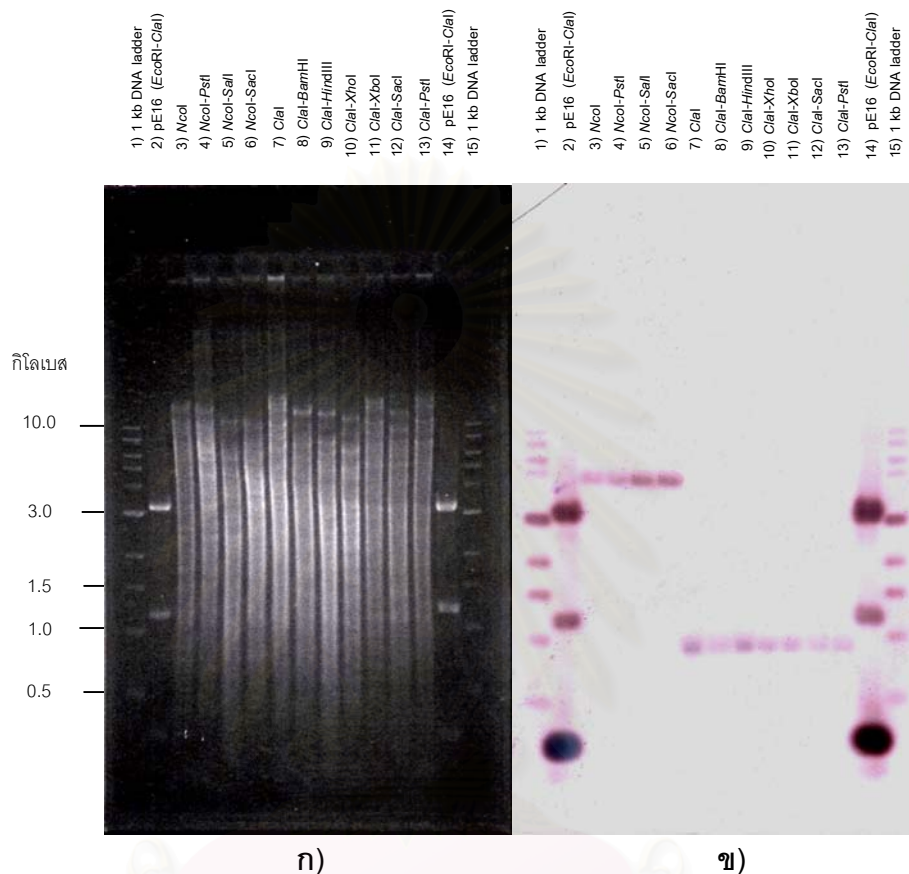 1) 1 kb DNA ladder
2) pE16 (EcoRI-ClaI)
3) NcoI
4) NcoI-PstI
5) NcoI-SalI
6) NcoI-SacI
7) ClaI
8) ClaI-BamHI
9) ClaI-HindIII
10) ClaI-XhoI
11) ClaI-XboI
12) ClaI-SacI
13) ClaI-PstI
14) pE16 (EcoRI-ClaI)
15) 1 kb DNA ladder
1) 1 kb DNA ladder
2) pE16 (EcoRI-ClaI)
3) NcoI
4) NcoI-PstI
5) NcoI-SalI
6) NcoI-SacI
7) ClaI
8) ClaI-BamHI
9) ClaI-HindIII
10) ClaI-XhoI
11) ClaI-XboI
12) ClaI-SacI
13) ClaI-PstI
14) pE16 (EcoRI-ClaI)
15) 1 kb DNA ladder
กิโลเบส
10.0
3.0
1.5
1.0
0.5
ก)
ข)